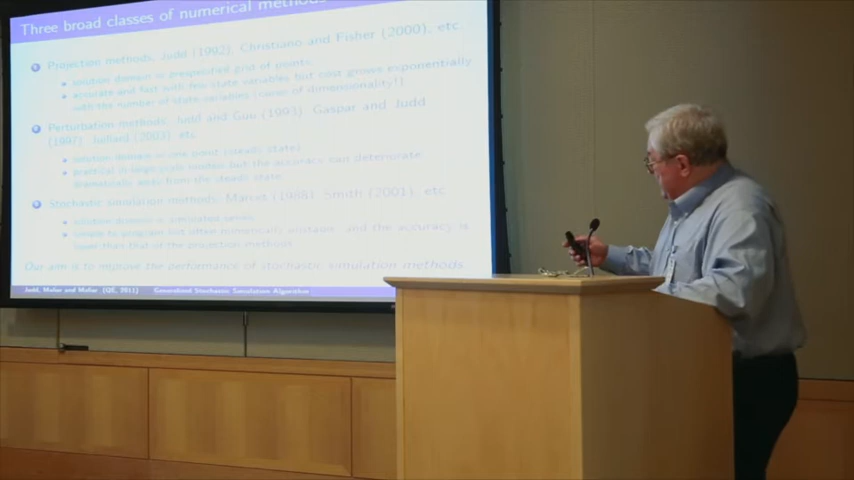 Three broad classes of numerical methods
Projection methods, Judd (1992), Christiano and Fisher (2000), etc
solution domain = prespecified grid of points
accurate and fast with few state variables but cost grows exponentially
with the number of state variables (curse of dimensionality!)
Perturbation methods, Judd and Guu (1993), Gaspar and Judd
(1997), Juillard (2003), etc
solution domain = one point (steady state)
practical in large-scale models but the accuracy can deteriorate
dramatically away from the steady state
Stochastic simulation methods, Marcet (1988), Smith (2001), etc
solution domain = simulated series
simple to program but often numerically unstable, and the accuracy is
lower than that of the projection methods
Our aim is to improve the performance of stochastic simulation methods
Judd, Maliar and Maliar (QE, 2011) Generalized Stochastic Simulation Algorithm